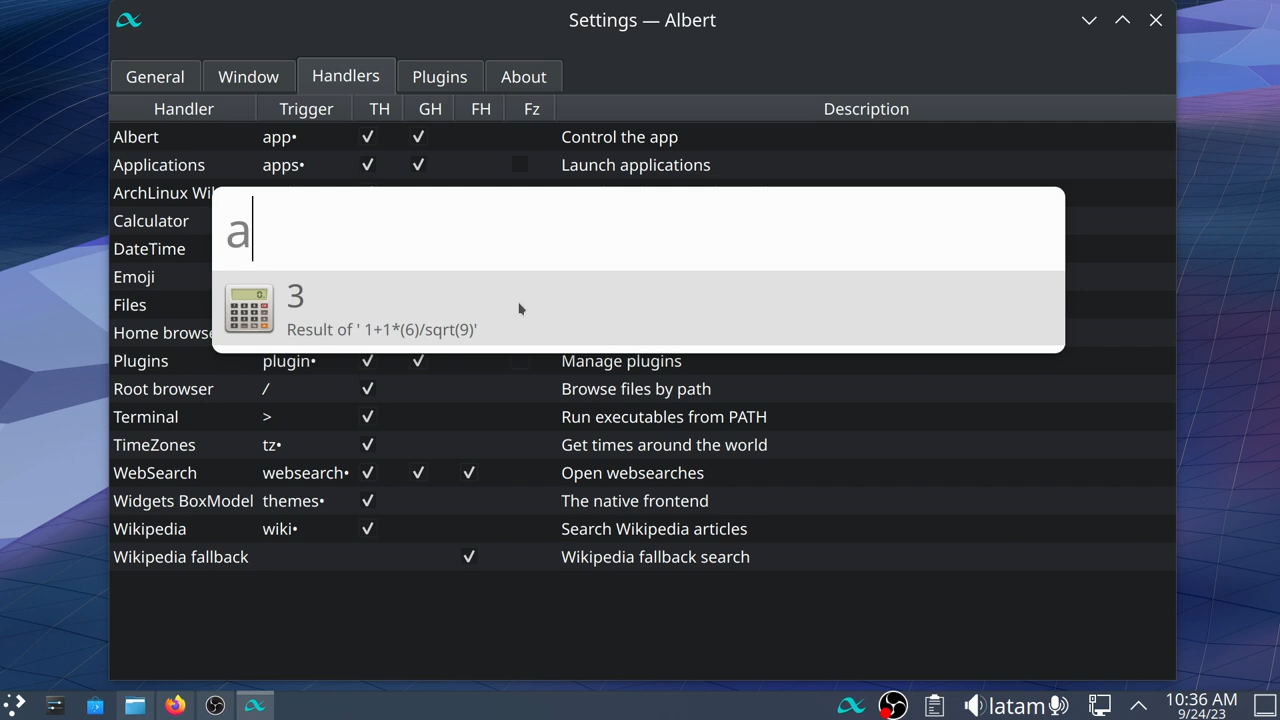 Settings — Albert
General Window Handlers Plugins About
Handler Trigger TH GH FH Fz Description
Albert app• ✓ ✓ Control the app
Applications apps• ✓ ✓ Launch applications
ArchLinux
Calculator
DateTime
Emoji
Files
Home
a
3
Result of ' 1+1*(6)/sqrt(9)'
Plugins plugin• ✓ ✓ Manage plugins
Root browser / ✓ Browse files by path
Terminal > ✓ Run executables from PATH
TimeZones tz• ✓ Get times around the world
WebSearch websearch• ✓ ✓ ✓ Open websearches
Widgets BoxModel themes• ✓ The native frontend
Wikipedia wiki• ✓ Search Wikipedia articles
Wikipedia fallback ✓ Wikipedia fallback search
latam 10:36 AM
9/24/23